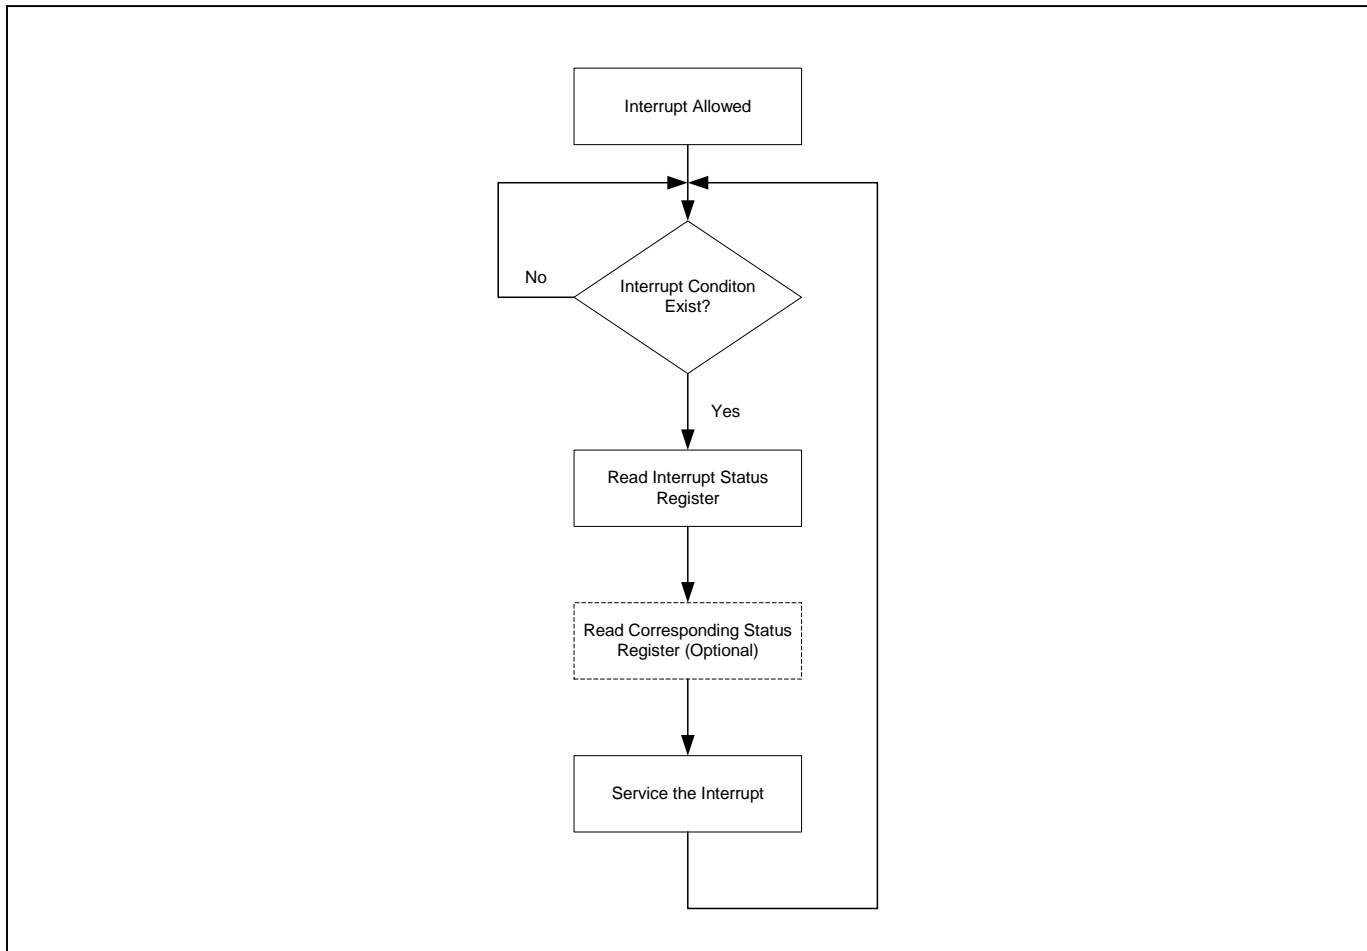 Interrupt Allowed
No
Interrupt Conditon
Exist?
Yes
Read Interrupt Status
Register
Read Corresponding Status
Register (Optional)
Service the Interrupt